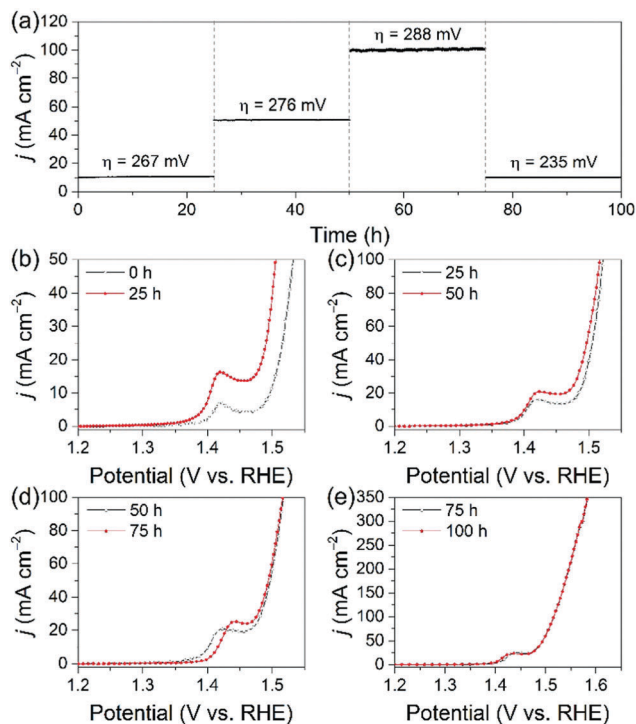 (a)
120
100
80
60
40
20
0
j (mA cm−2)
η = 267 mV
η = 276 mV
η = 288 mV
η = 235 mV
0 20 40 60 80 100
Time (h)
(b)
50
40
30
20
10
0
j (mA cm−2)
0 h
25 h
1.2 1.3 1.4 1.5
Potential (V vs. RHE)
(c)
100
80
60
40
20
0
j (mA cm−2)
25 h
50 h
1.2 1.3 1.4 1.5
Potential (V vs. RHE)
(d)
100
80
60
40
20
0
j (mA cm−2)
50 h
75 h
1.2 1.3 1.4 1.5
Potential (V vs. RHE)
(e)
350
300
250
200
150
100
50
0
j (mA cm−2)
75 h
100 h
1.2 1.3 1.4 1.5 1.6
Potential (V vs. RHE)